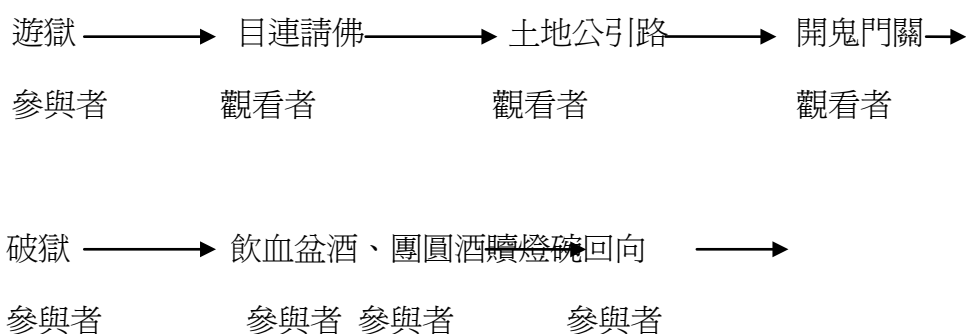 遊獄 目連請佛 土地公引路 開鬼門關
參與者 觀看者 觀看者 觀看者
破獄 飲血盆酒、團圓酒贖燈碗回向
參與者 參與者 參與者 參與者